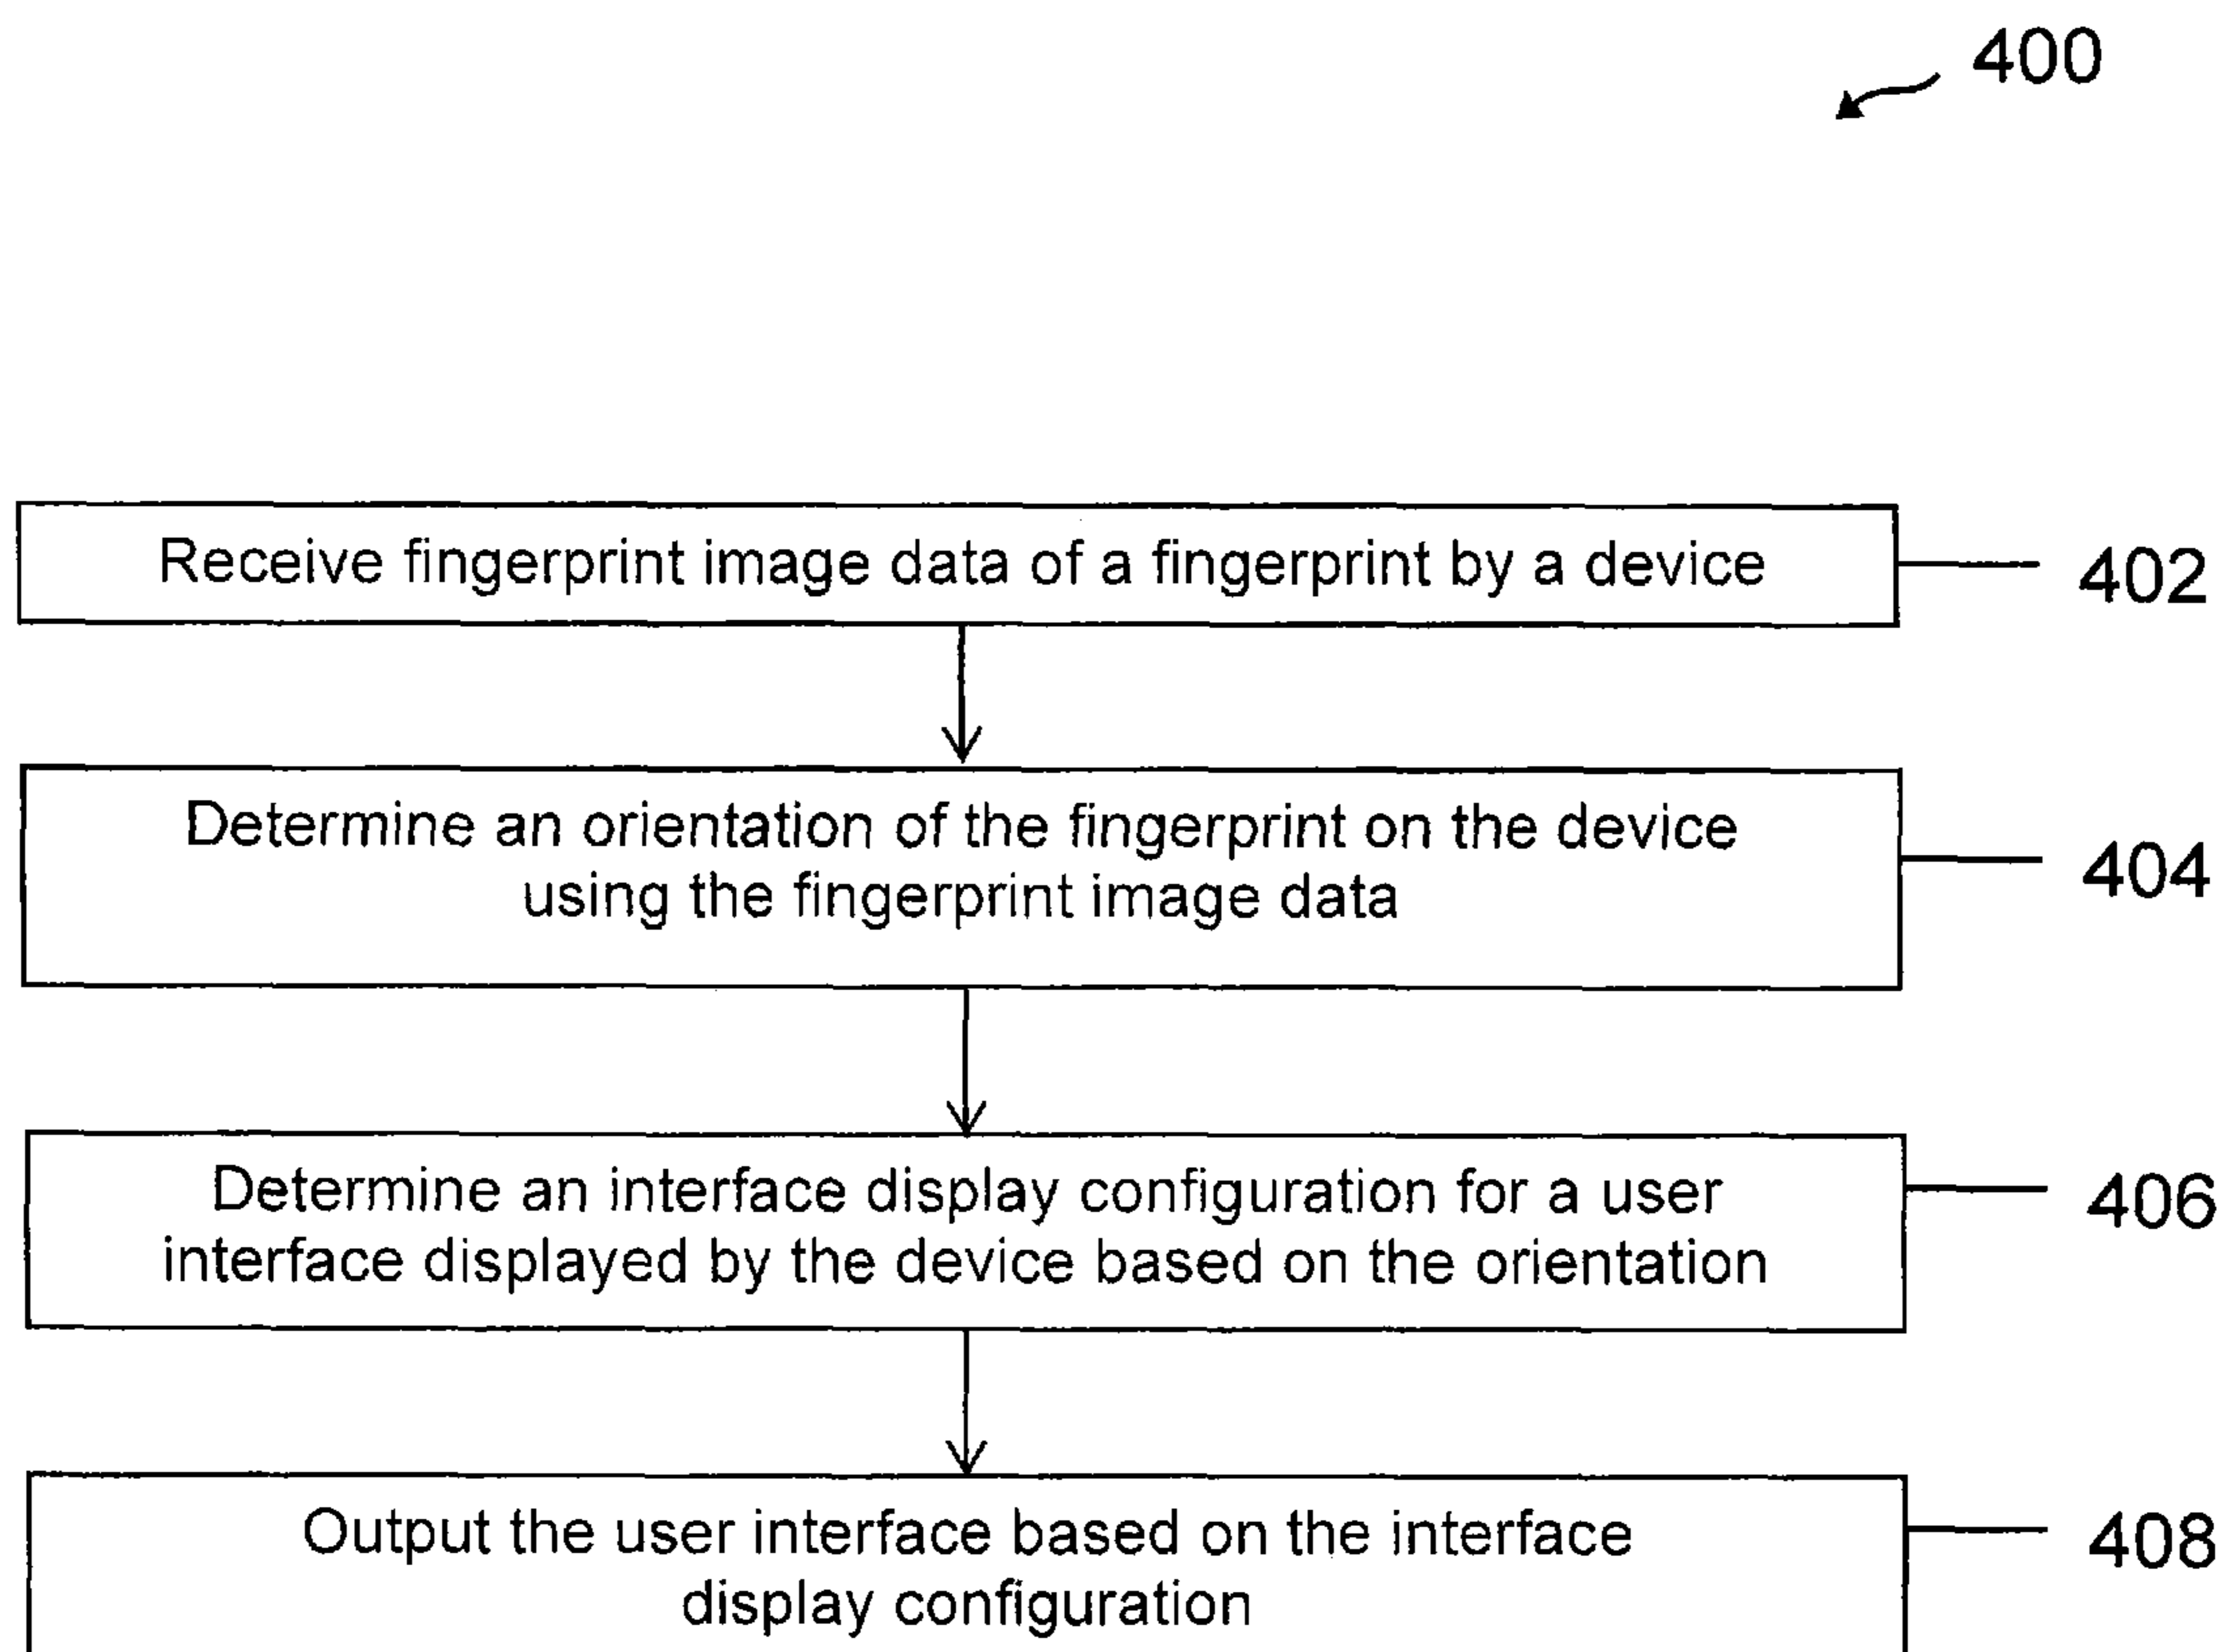 400
Receive fingerprint image data of a fingerprint by a device
402
Determine an orientation of the fingerprint on the device
using the fingerprint image data
404
Determine an interface display configuration for a user
interface displayed by the device based on the orientation
406
Output the user interface based on the interface
display configuration
408